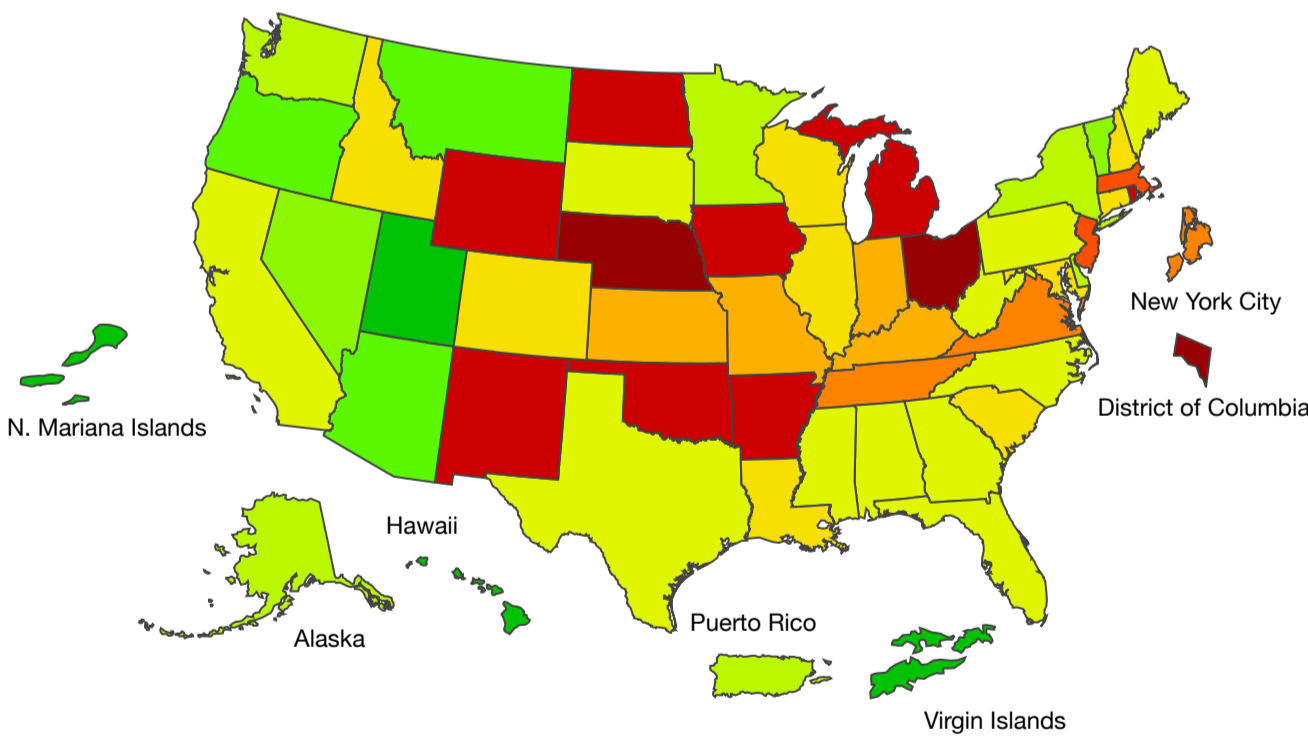 New York City
District of Columbia
N. Mariana Islands
Hawaii
Alaska
Puerto Rico
Virgin Islands